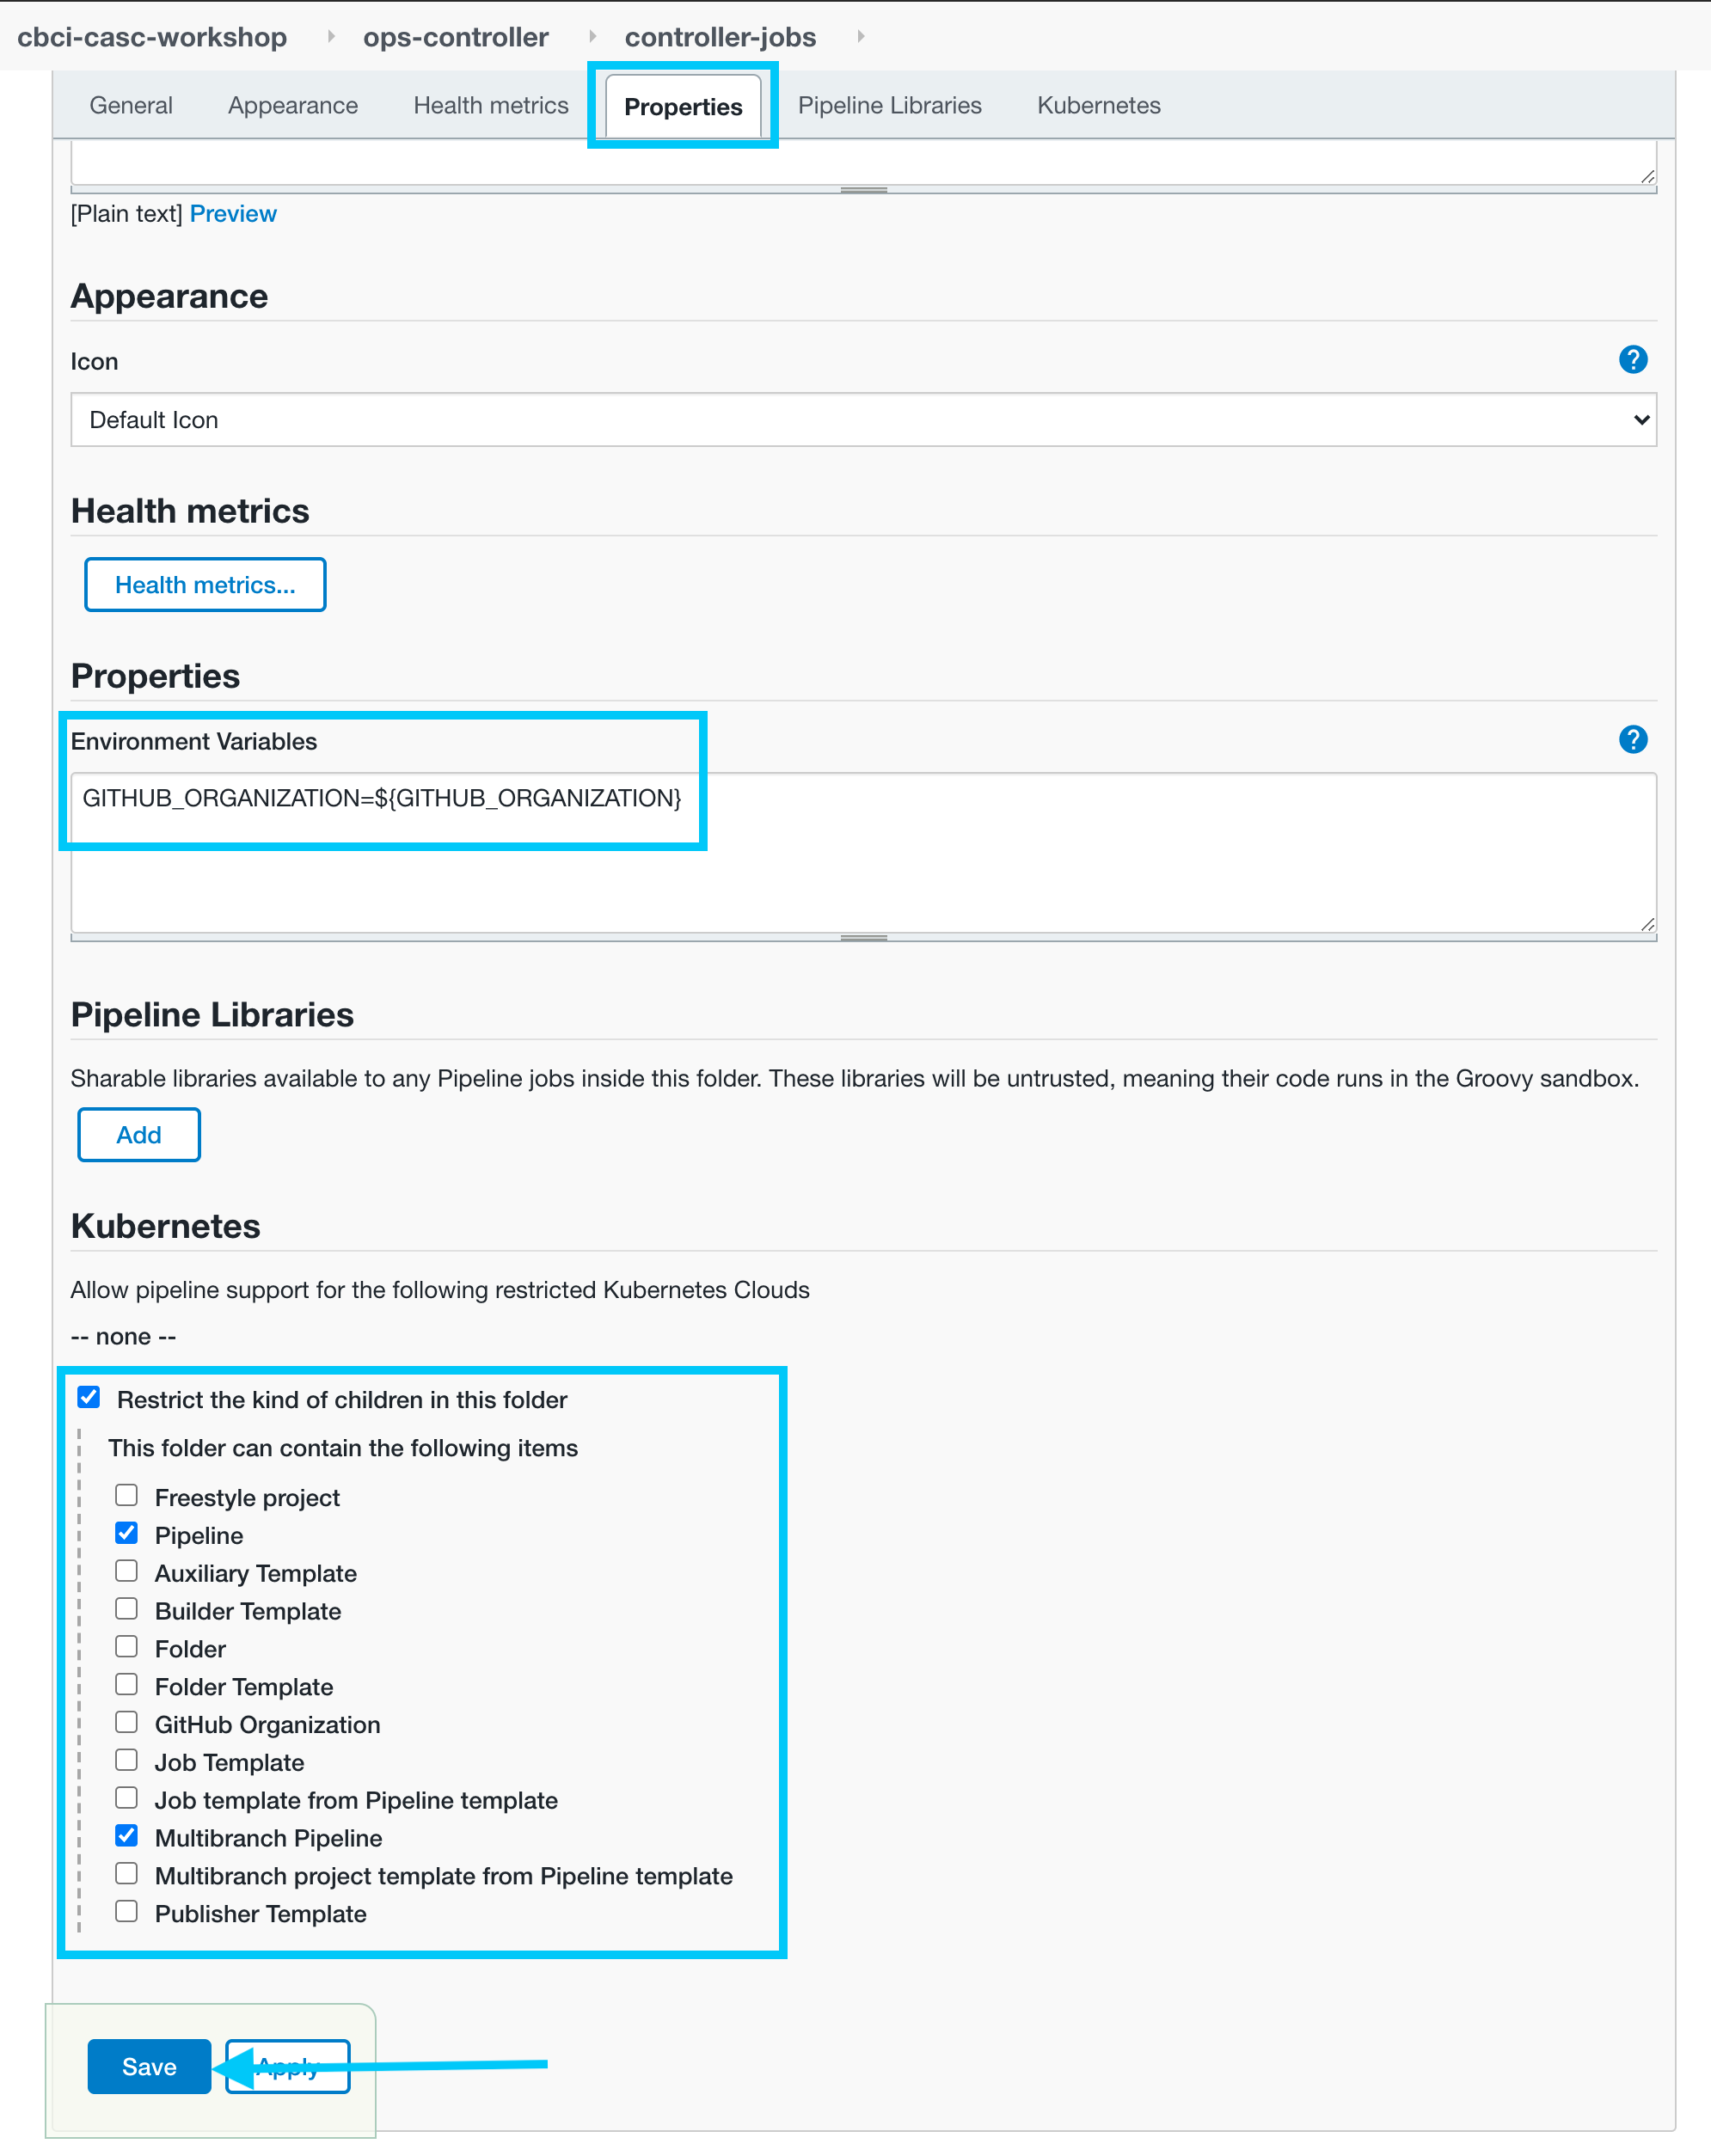 cbci-casc-workshop ops-controller controller-jobs
General Appearance Health metrics Properties Pipeline Libraries Kubernetes
[Plain text] Preview
Appearance
Icon
?
Default Icon
Health metrics
Health metrics...
Properties
Environment Variables
?
GITHUB_ORGANIZATION=${GITHUB_ORGANIZATION}
Pipeline Libraries
Sharable libraries available to any Pipeline jobs inside this folder. These libraries will be untrusted, meaning their code runs in the Groovy sandbox.
Add
Kubernetes
Allow pipeline support for the following restricted Kubernetes Clouds
-- none --
Restrict the kind of children in this folder
This folder can contain the following items
Freestyle project
Pipeline
Auxiliary Template
Builder Template
Folder
Folder Template
GitHub Organization
Job Template
Job template from Pipeline template
Multibranch Pipeline
Multibranch project template from Pipeline template
Publisher Template
Save Apply